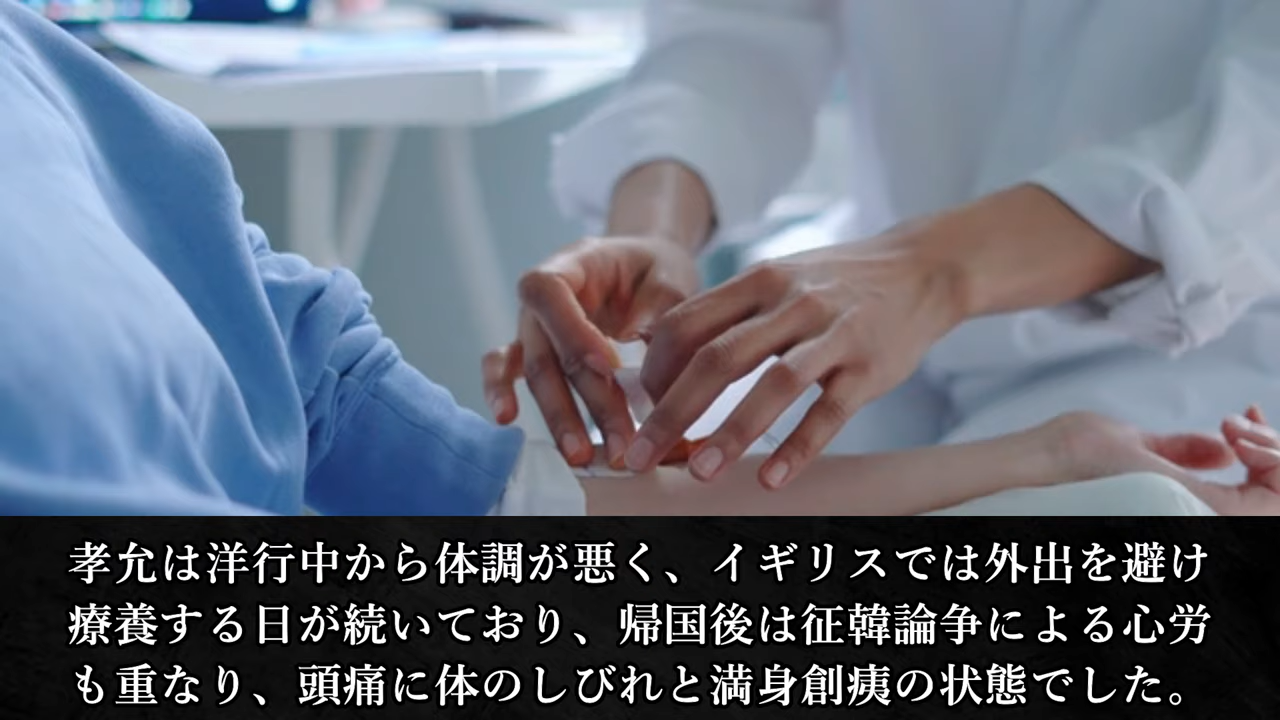 孝允は洋行中から体調が悪く、イギリスでは外出を避け
療養する日が続いており、帰国後は征韓論争による心労
も重なり、頭痛に体のしびれと満身創痍の状態でした。